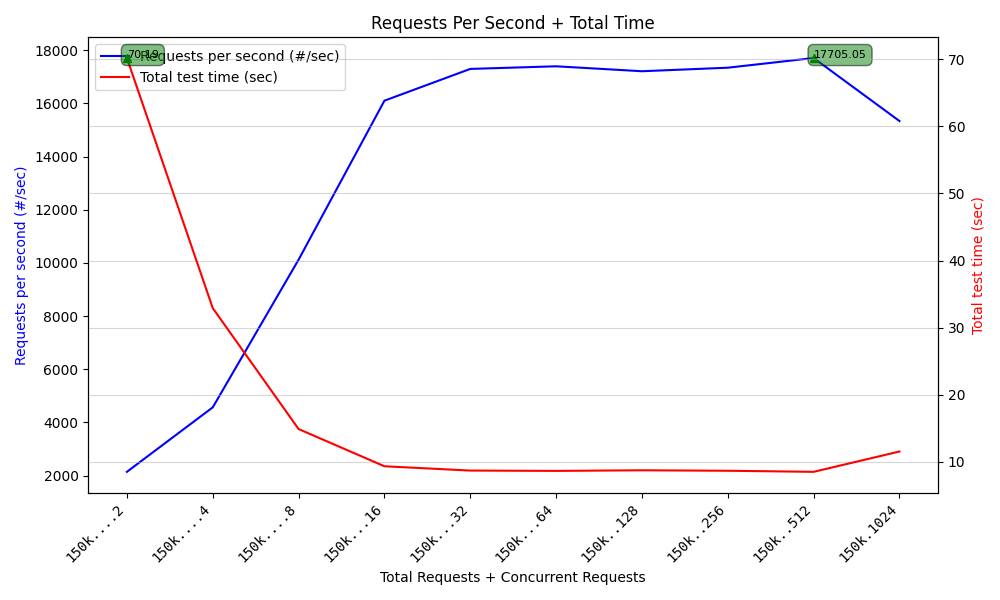 Requests Per Second + Total Time
70.19
Requests per second (#/sec)
Total test time (sec)
17705.05
18000
16000
14000
12000
10000
8000
6000
4000
2000
Requests per second (#/sec)
70
60
50
40
30
20
10
Total test time (sec)
150k....2
150k....4
150k....8
150k...16
150k...32
150k...64
150k..128
150k..256
150k..512
150k.1024
Total Requests + Concurrent Requests